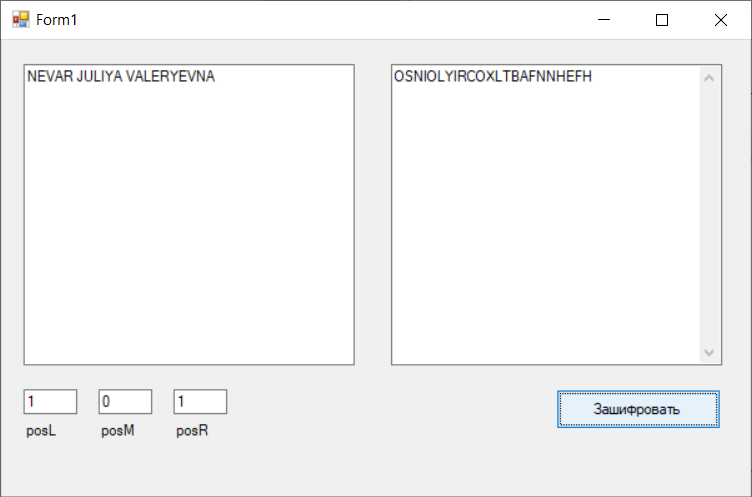 Form1
NEVAR JULIYA VALERYEVNA
OSNIOLYIRCOXLTBAFNNHEFH
1 0 1
posL posM posR
Зашифровать